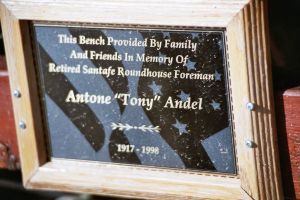 This Bench Provided By Family
And Friends In Memory Of
Retired Santafe Roundhouse Foreman
Antone "Tony" Andel
1917 - 1998